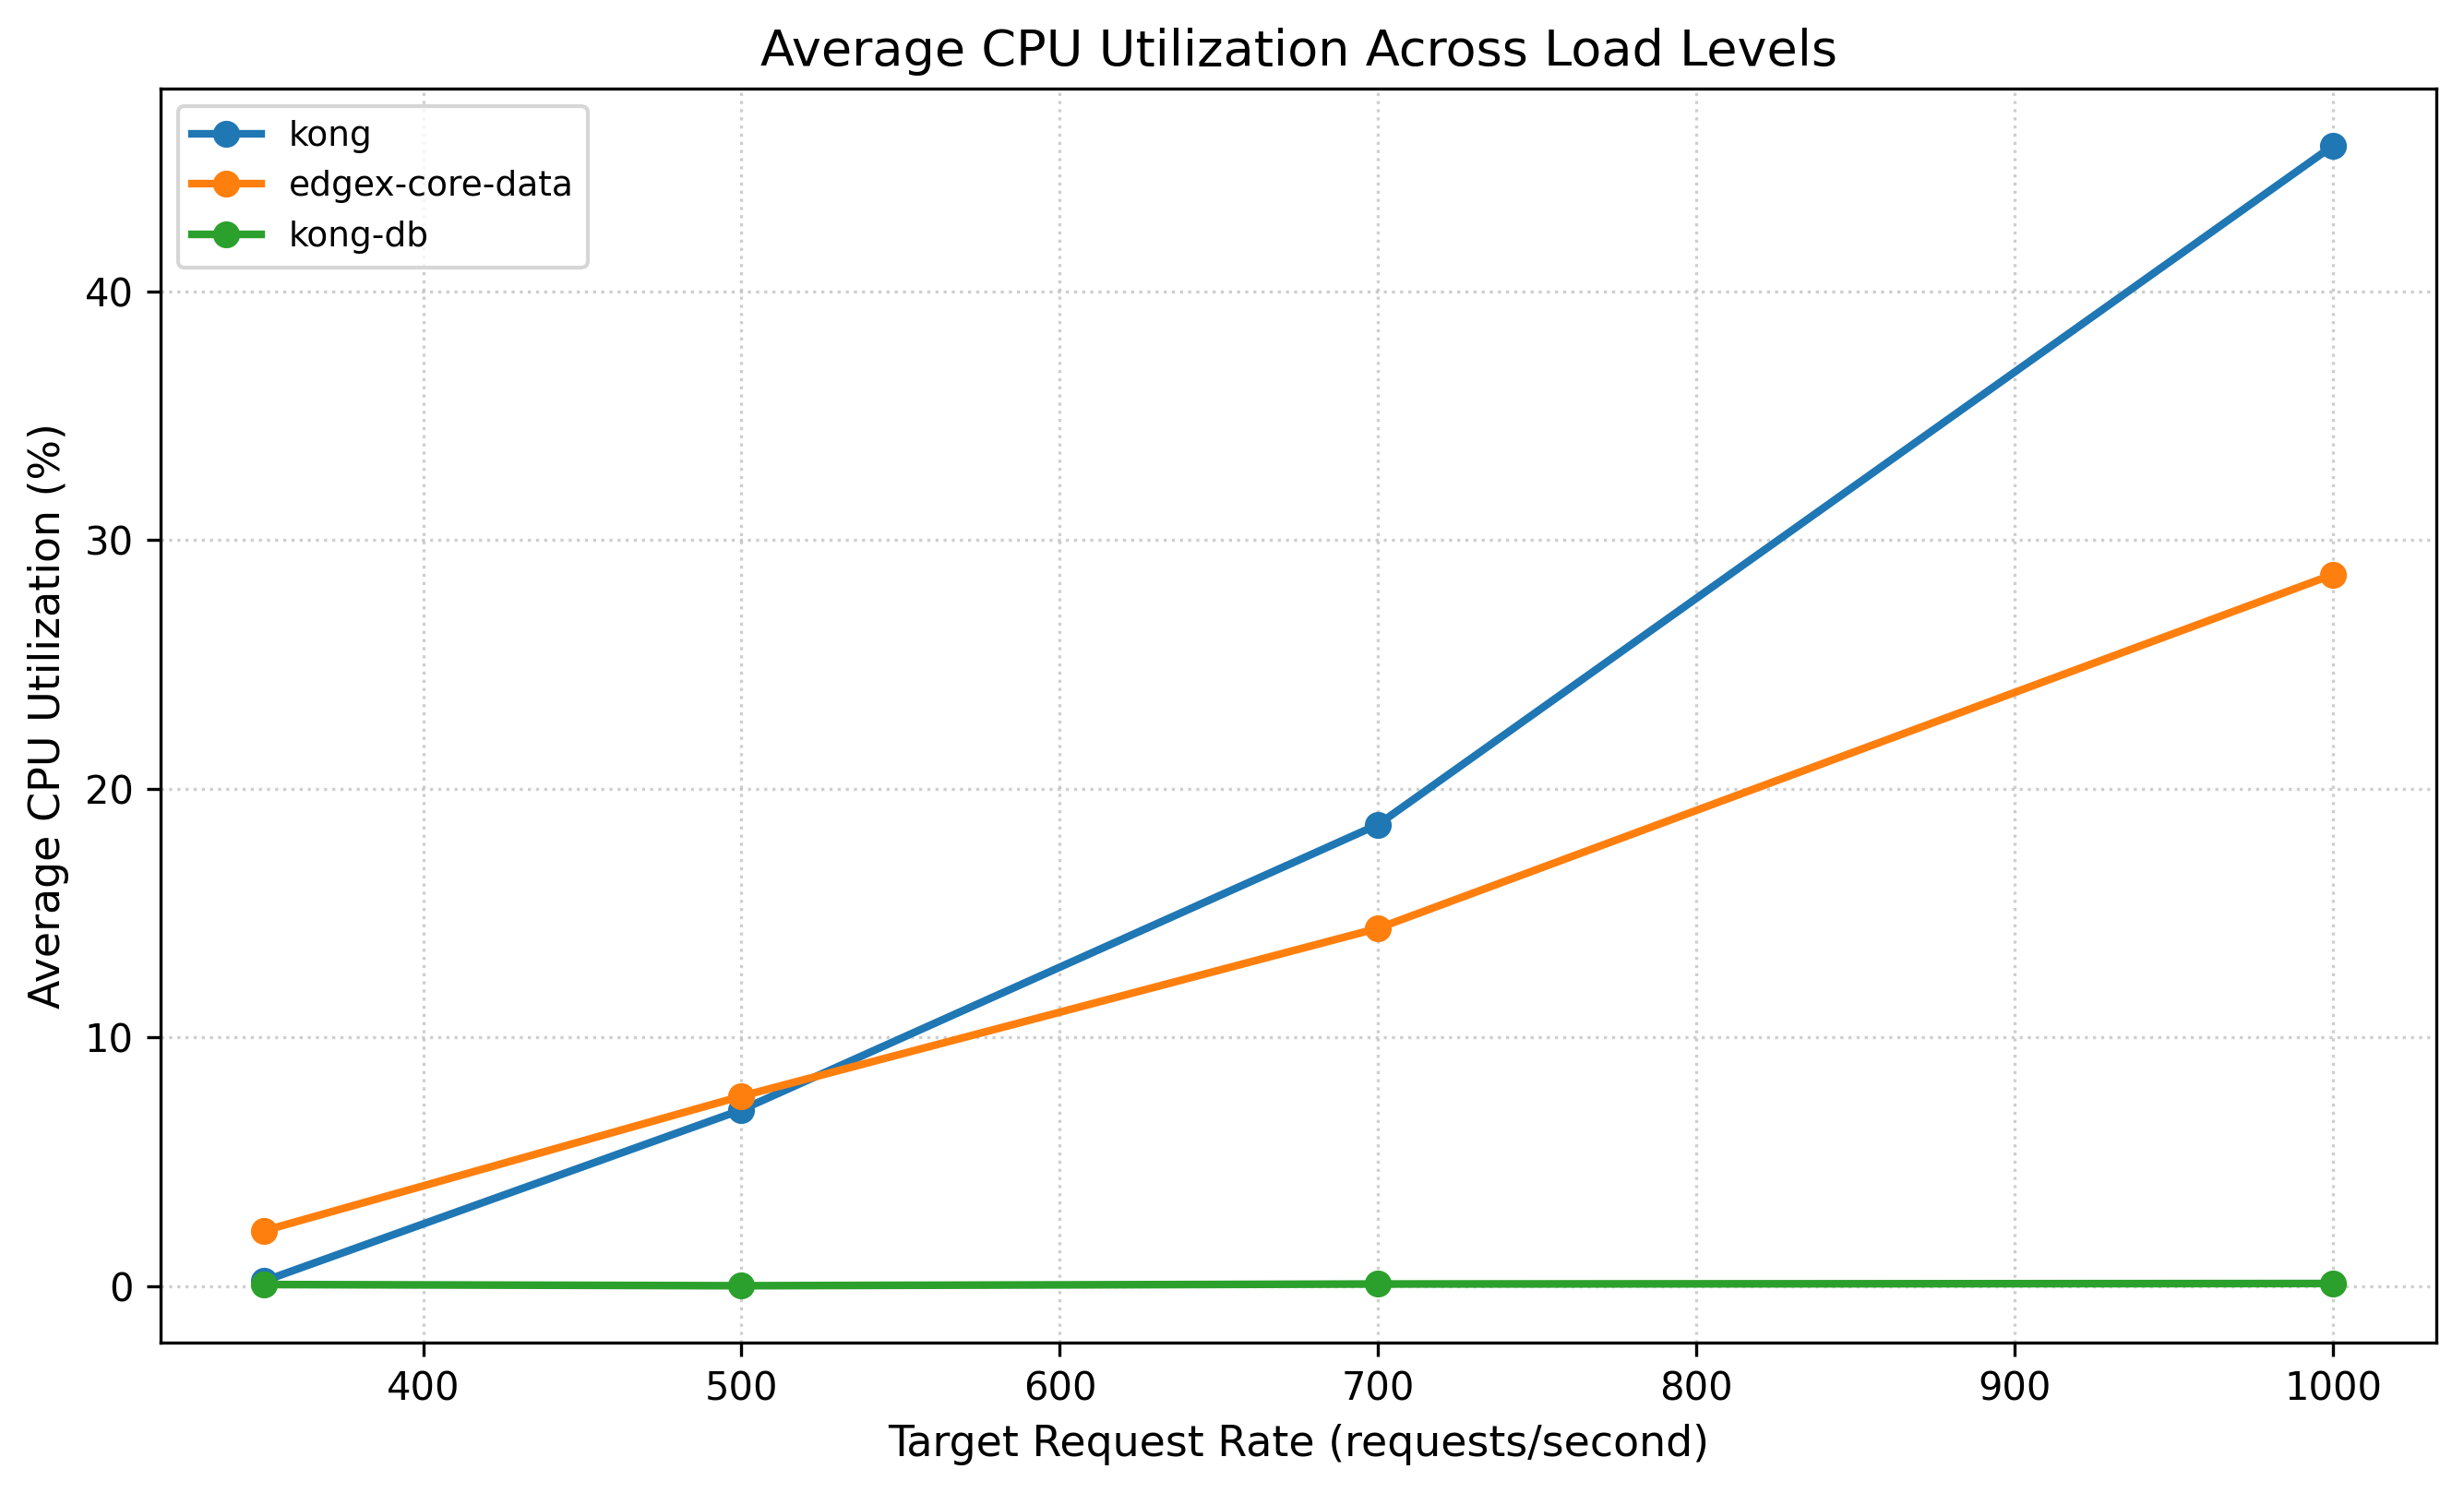 Average CPU Utilization Across Load Levels
kong
edgex-core-data
kong-db
Average CPU Utilization (%)
40
30
20
10
0
400 500 600 700 800 900 1000
Target Request Rate (requests/second)